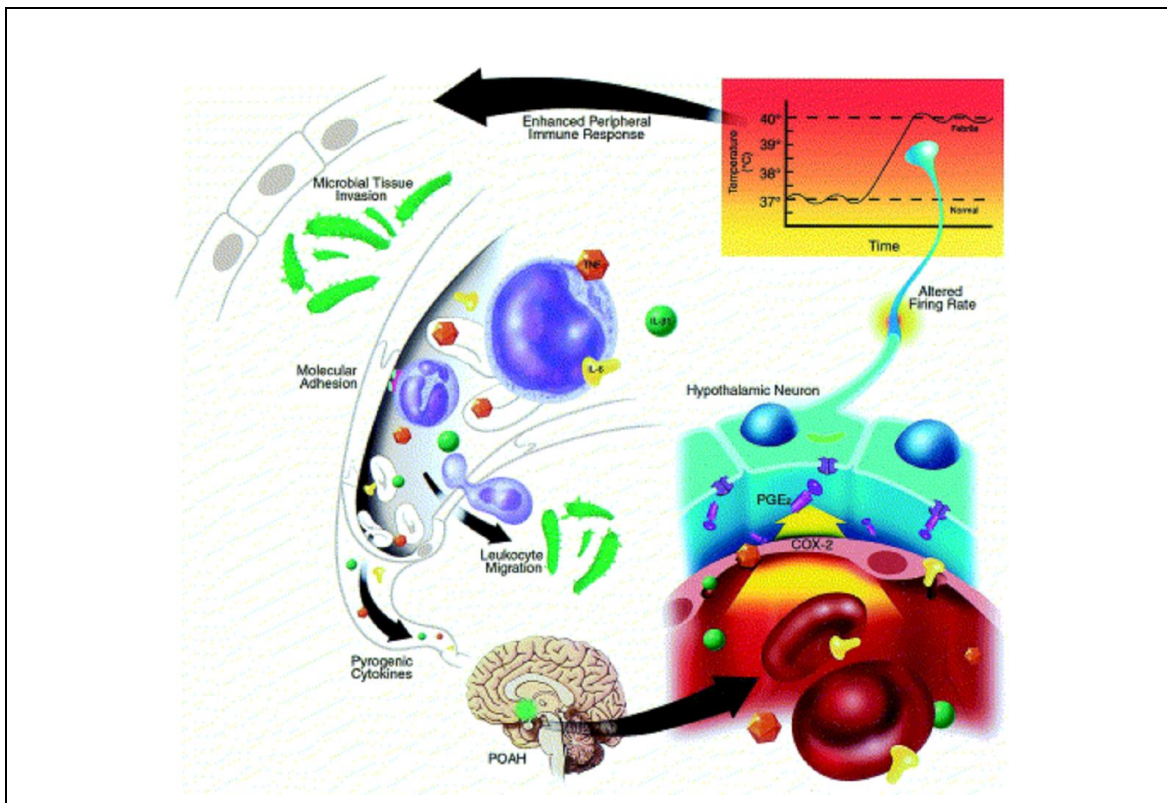 Enhanced Peripheral
Immune Response
Microbial Tissue
Invasion
Temperature
(°C)
40°
39°
38°
37°
Febrile
Normal
Time
Altered
Firing Rate
TNF
IL-β1
IL-6
Molecular
Adhesion
Hypothalamic Neuron
PGE₂
COX-2
Leukocyte
Migration
Pyrogenic
Cytokines
POAH